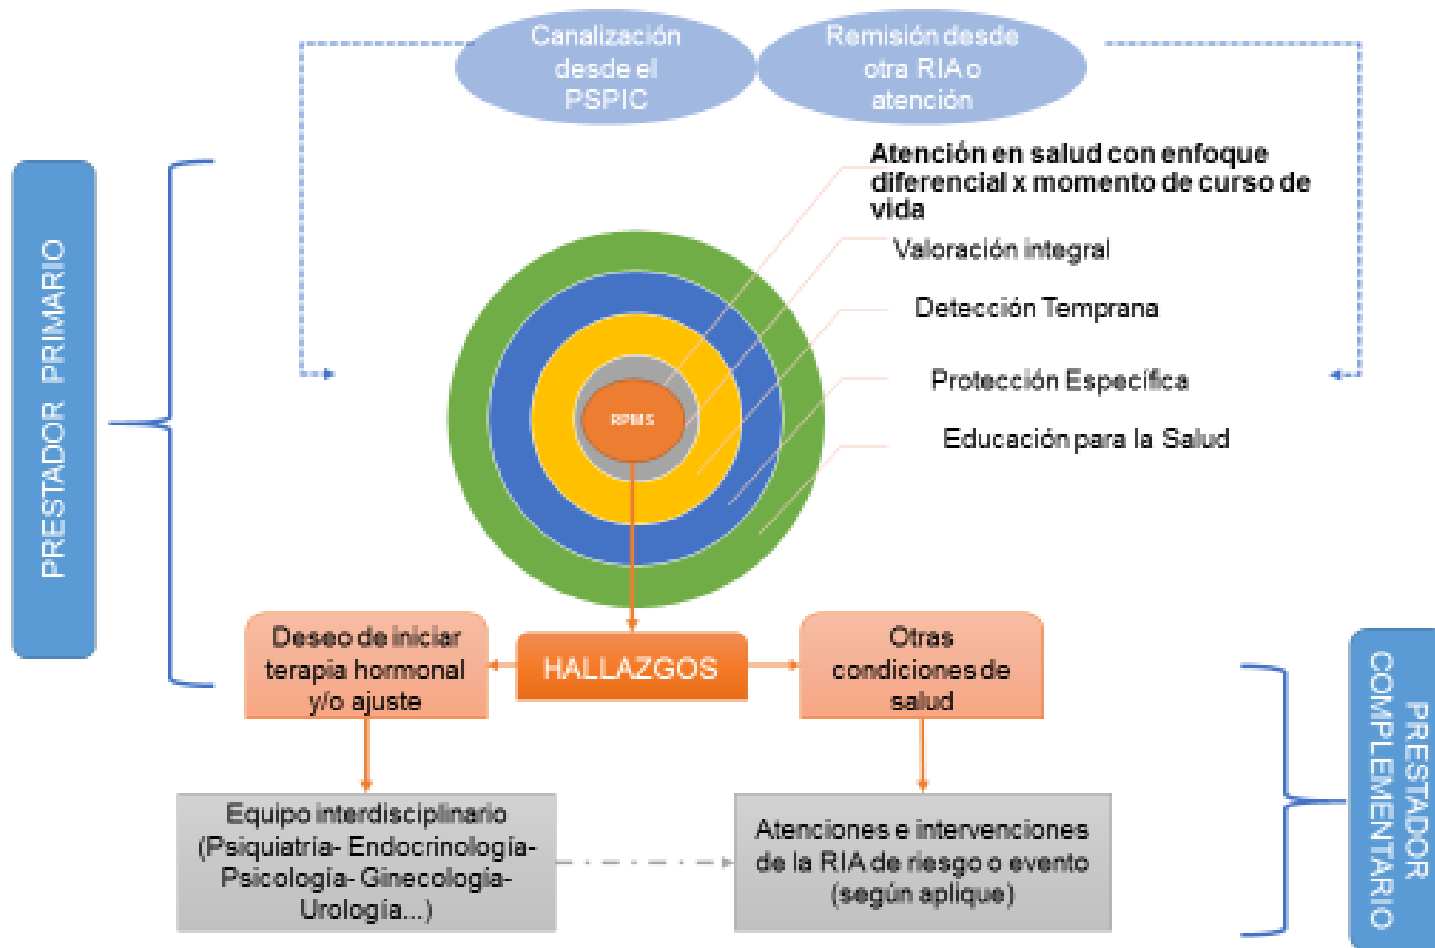 Canalización
desde el
PSPIC
Remisión desde
otra RIA o
atención
PRESTADOR PRIMARIO
Atención en salud con enfoque
diferencial x momento de curso de
vida
Valoración integral
Detección Temprana
Protección Específica
Educación para la Salud
RPMS
Deseo de iniciar
terapia hormonal
y/o ajuste
HALLAZGOS
Otras
condiciones de
salud
PRESTADOR
COMPLEMENTARIO
Equipo interdisciplinario
(Psiquiatría- Endocrinología-
Psicología- Ginecología-
Urología...)
Atenciones e intervenciones
de la RIA de riesgo o evento
(según aplique)